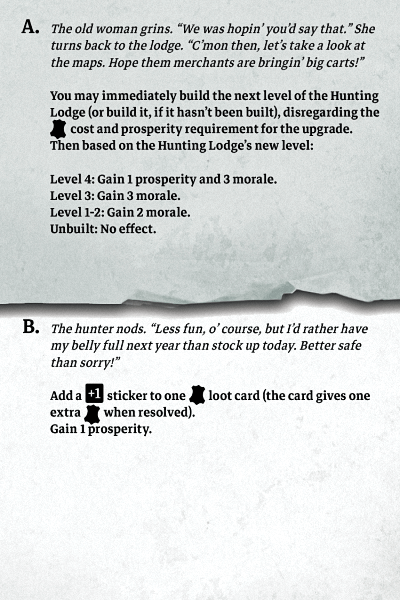 A. The old woman grins. “We was hopin’ you’d say that.” She
turns back to the lodge. “C’mon then, let’s take a look at
the maps. Hope them merchants are bringin’ big carts!”
You may immediately build the next level of the Hunting
Lodge (or build it, if it hasn’t been built), disregarding the
cost and prosperity requirement for the upgrade.
Then based on the Hunting Lodge’s new level:
Level 4: Gain 1 prosperity and 3 morale.
Level 3: Gain 3 morale.
Level 1-2: Gain 2 morale.
Unbuilt: No effect.
B. The hunter nods. “Less fun, o’ course, but I’d rather have
my belly full next year than stock up today. Better safe
than sorry!”
Add a +1 sticker to one loot card (the card gives one
extra when resolved).
Gain 1 prosperity.